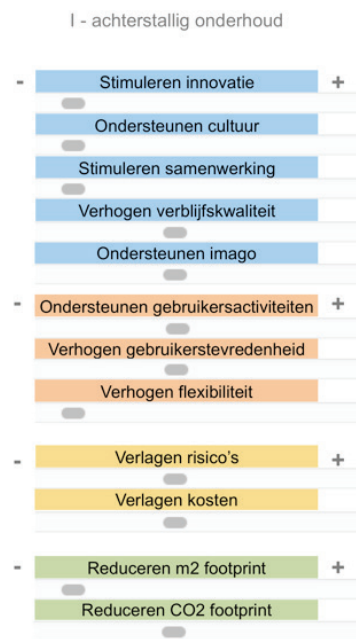 I - achterstallig onderhoud
- Stimuleren innovatie +
Ondersteunen cultuur
Stimuleren samenwerking
Verhogen verblijfskwaliteit
Ondersteunen imago
- Ondersteunen gebruikersactiviteiten +
Verhogen gebruikerstevredenheid
Verhogen flexibiliteit
- Verlagen risico's +
Verlagen kosten
- Reduceren m2 footprint +
Reduceren CO2 footprint